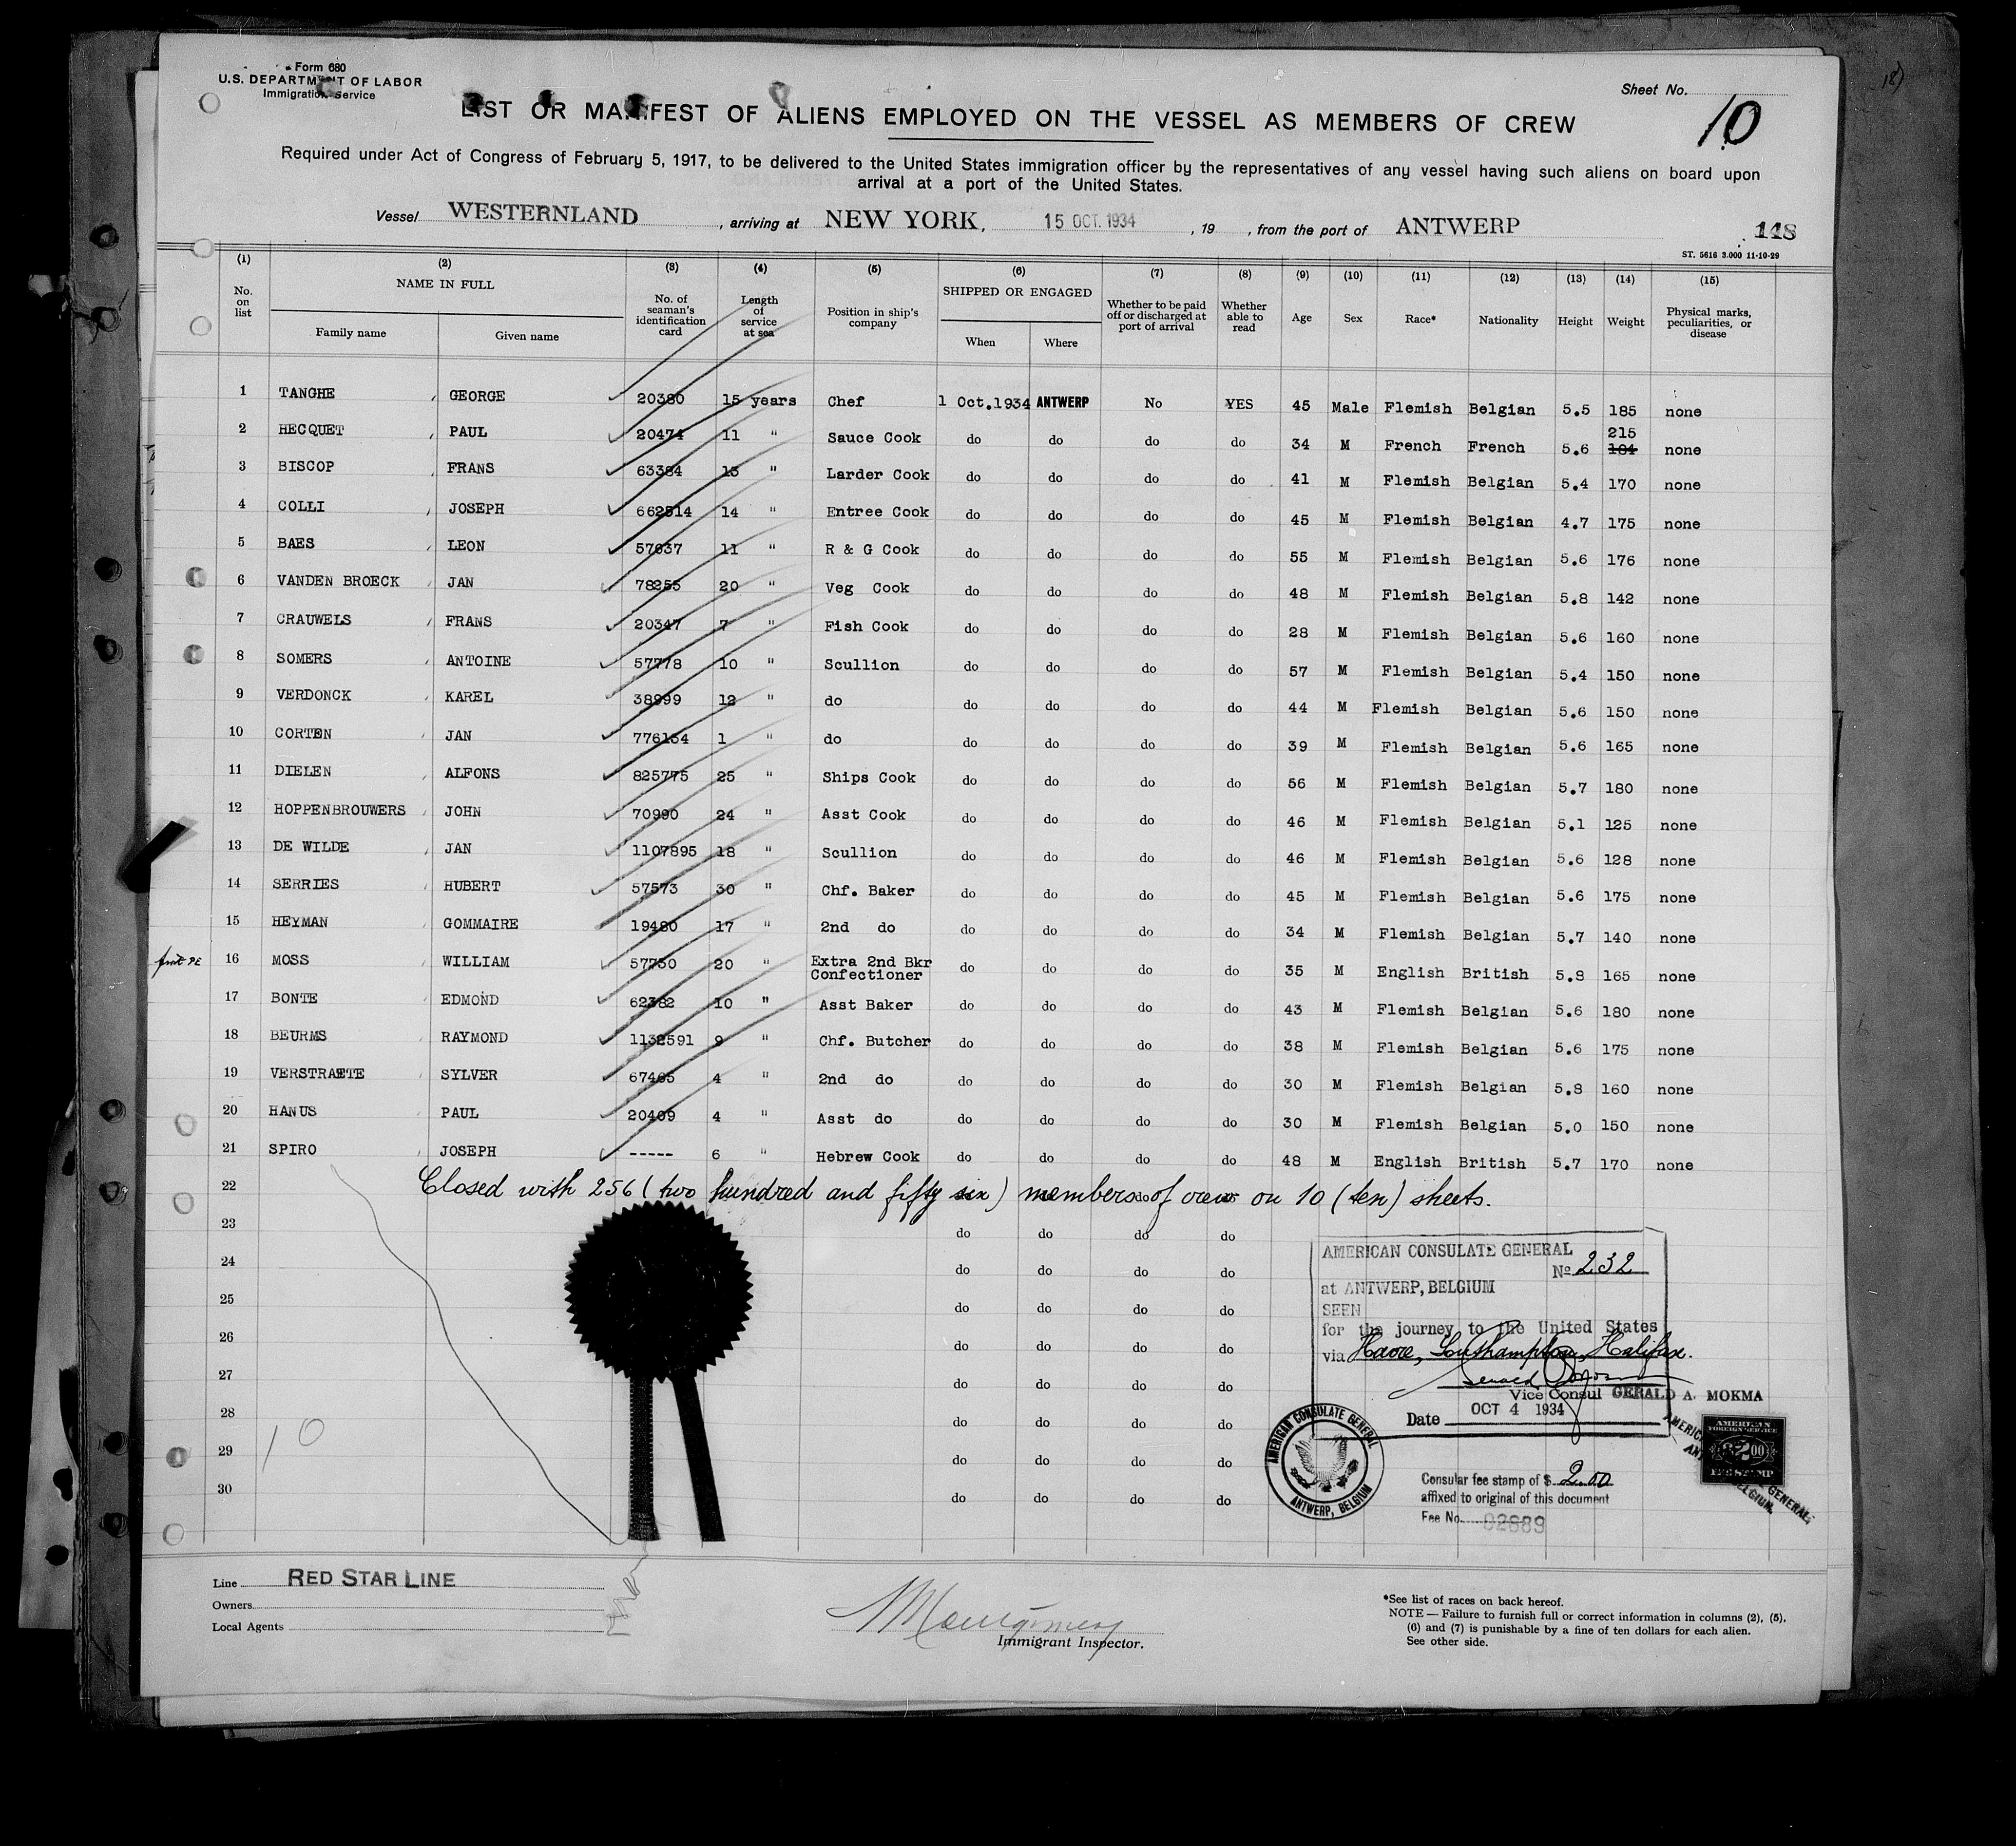 Form 680
U.S. DEPARTMENT OF LABOR
Immigration Service
Sheet No. 10
LIST OR MANIFEST OF ALIENS EMPLOYED ON THE VESSEL AS MEMBERS OF CREW
Required under Act of Congress of February 5, 1917, to be delivered to the United States immigration officer by the representatives of any vessel having such aliens on board upon
arrival at a port of the United States.
Vessel WESTERNLAND, arriving at NEW YORK, 15 OCT. 1934, 19 , from the port of ANTWERP
148
ST. 5616 3.000 11-10-29
(1) (2) (3) (4) (5) (6) (7) (8) (9) (10) (11) (12) (13) (14) (15)
No. on list | NAME IN FULL Family name Given name | No. of seaman's identification card | Length of service at sea | Position in ship's company | SHIPPED OR ENGAGED When Where | Whether to be paid off or discharged at port of arrival | Whether able to read | Age | Sex | Race* | Nationality | Height | Weight | Physical marks, peculiarities, or disease
1 TANGHE, GEORGE 20380 15 years Chef 1 Oct.1934 ANTWERP No YES 45 Male Flemish Belgian 5.5 185 none
2 HECQUET, PAUL 20474 11 " Sauce Cook do do do do 34 M French French 5.6 215 184 none
3 BISCOP, FRANS 63384 15 " Larder Cook do do do do 41 M Flemish Belgian 5.4 170 none
4 COLLI, JOSEPH 662514 14 " Entree Cook do do do do 45 M Flemish Belgian 4.7 175 none
5 BAES, LEON 57037 11 " R & G Cook do do do do 55 M Flemish Belgian 5.6 176 none
6 VANDEN BROECK, JAN 78255 20 " Veg Cook do do do do 48 M Flemish Belgian 5.8 142 none
7 CRAUWELS, FRANS 20347 7 " Fish Cook do do do do 28 M Flemish Belgian 5.6 160 none
8 SOMERS, ANTOINE 57778 10 " Scullion do do do do 57 M Flemish Belgian 5.4 150 none
9 VERDONCK, KAREL 38999 12 " do do do do do 44 M Flemish Belgian 5.6 150 none
10 CORTEN, JAN 776134 1 " do do do do do 39 M Flemish Belgian 5.6 165 none
11 DIELEN, ALFONS 825775 25 " Ships Cook do do do do 56 M Flemish Belgian 5.7 180 none
12 HOPPENBROUWERS, JOHN 70990 24 " Asst Cook do do do do 46 M Flemish Belgian 5.1 125 none
13 DE WILDE, JAN 1107895 18 " Scullion do do do do 46 M Flemish Belgian 5.6 128 none
14 SERRIES, HUBERT 57573 30 " Chf. Baker do do do do 45 M Flemish Belgian 5.6 175 none
15 HEYMAN, GOMMAIRE 19480 17 " 2nd do do do do do 34 M Flemish Belgian 5.7 140 none
16 MOSS, WILLIAM 57750 20 " Extra 2nd Bkr Confectioner do do do do 35 M English British 5.8 165 none
17 BONTE, EDMOND 62382 10 " Asst Baker do do do do 43 M Flemish Belgian 5.6 180 none
18 BEURMS, RAYMOND 1132591 9 " Chf. Butcher do do do do 38 M Flemish Belgian 5.6 175 none
19 VERSTRAETE, SYLVER 67465 4 " 2nd do do do do do 30 M Flemish Belgian 5.8 160 none
20 HANUS, PAUL 20409 4 " Asst do do do do do 30 M Flemish Belgian 5.0 150 none
21 SPIRO, JOSEPH ----- 6 " Hebrew Cook do do do do 48 M English British 5.7 170 none
22 Closed with 256 (two hundred and fifty six) members of crew on 10 (ten) sheets.
23 do do do do
24 do do do do
25 do do do do
26 do do do do
27 do do do do
28 do do do do
29 do do do do
30 do do do do
10
AMERICAN CONSULATE GENERAL
No 232
at ANTWERP, BELGIUM
SEEN
for the journey to the United States
via Havre, Southampton, Halifax.
Vice Consul GERALD A. MOKMA
Date OCT 4 1934
AMERICAN CONSULATE GENERAL
ANTWERP, BELGIUM
AMERICAN
FOREIGN SERVICE
$2.00
FEE STAMP
Consular fee stamp of $ 2.00
affixed to original of this document
Fee No. 02889
Line RED STAR LINE
Owners
Local Agents
Montgomery
Immigrant Inspector.
*See list of races on back hereof.
NOTE — Failure to furnish full or correct information in columns (2), (5),
(6) and (7) is punishable by a fine of ten dollars for each alien.
See other side.